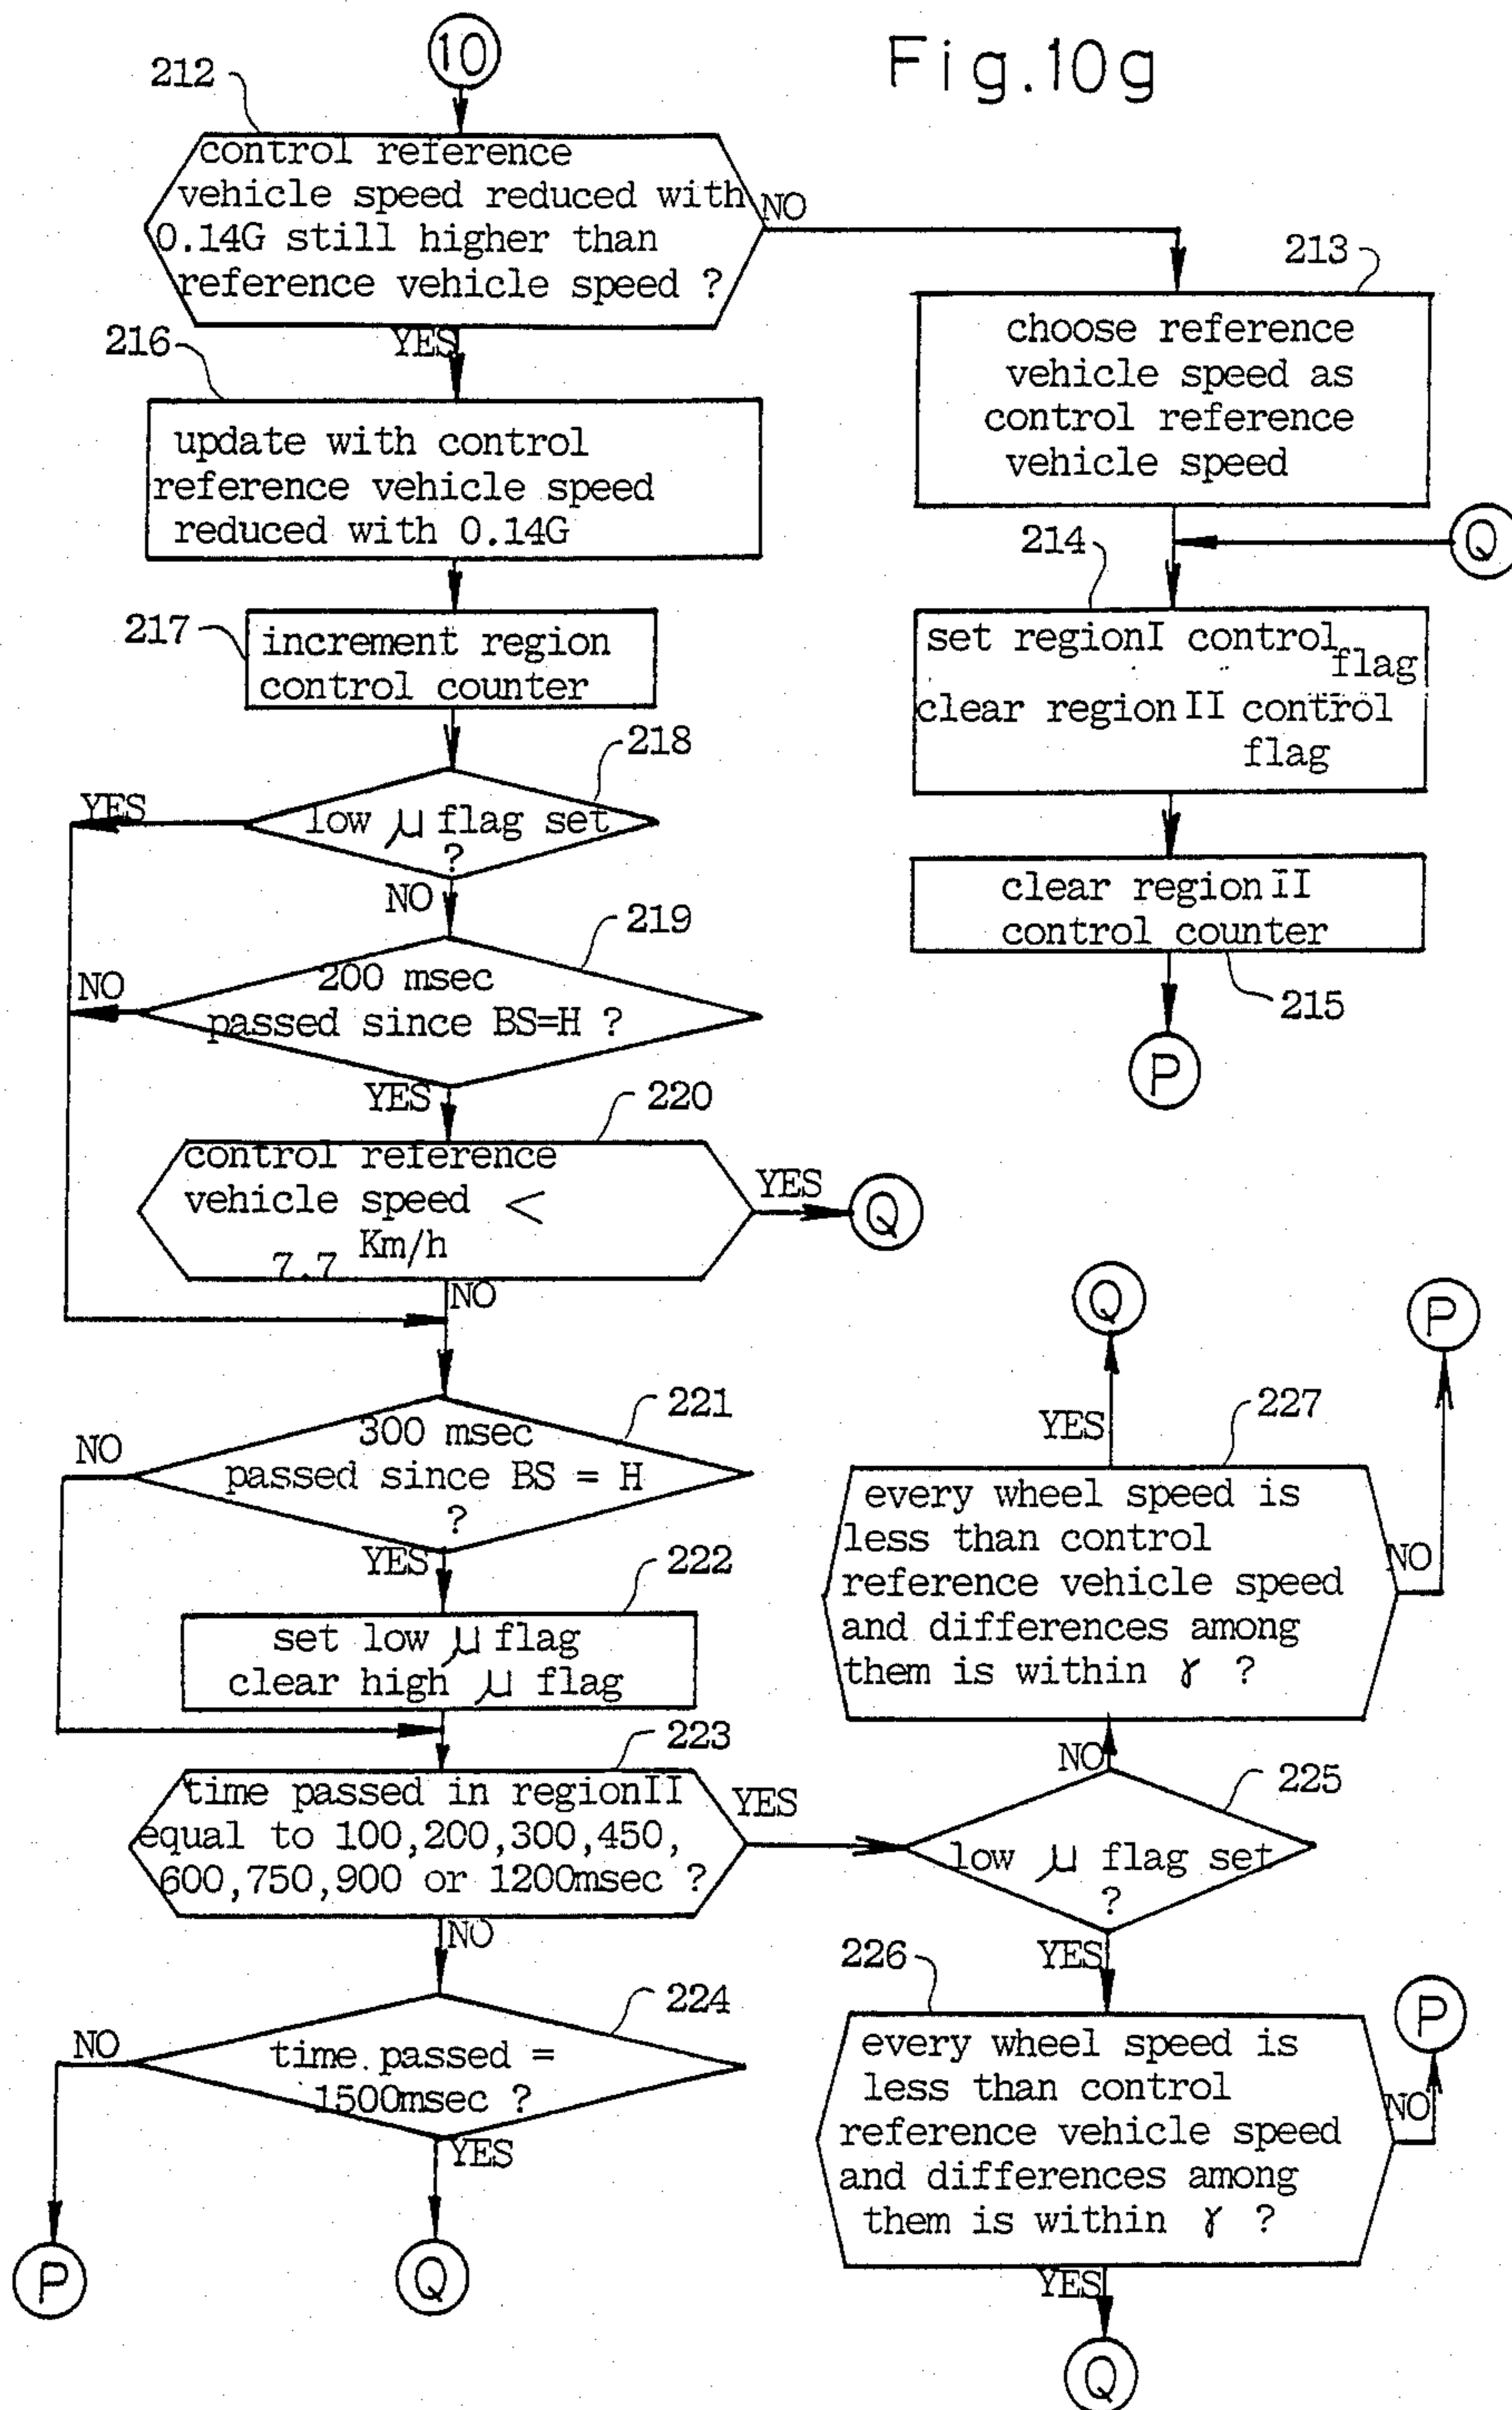 Fig.10g
10
212
control reference
vehicle speed reduced with
0.14G still higher than
reference vehicle speed ?
NO
YES
213
choose reference
vehicle speed as
control reference
vehicle speed
216
update with control
reference vehicle speed
reduced with 0.14G
Q
214
set regionI control
flag
clear region II control
flag
217
increment region
control counter
218
low μ flag set
?
YES
NO
clear region II
control counter
215
P
219
200 msec
passed since BS=H ?
NO
YES
220
control reference
vehicle speed <
7.7 Km/h
YES
Q
NO
221
300 msec
passed since BS = H
?
NO
YES
222
set low μ flag
clear high μ flag
223
time passed in regionII
equal to 100,200,300,450,
600,750,900 or 1200msec ?
YES
NO
224
time passed =
1500msec ?
NO
YES
P
Q
Q
P
YES
227
every wheel speed is
less than control
reference vehicle speed
and differences among
them is within γ ?
NO
NO
225
low μ flag set
?
YES
226
every wheel speed is
less than control
reference vehicle speed
and differences among
them is within γ ?
P
NO
YES
Q